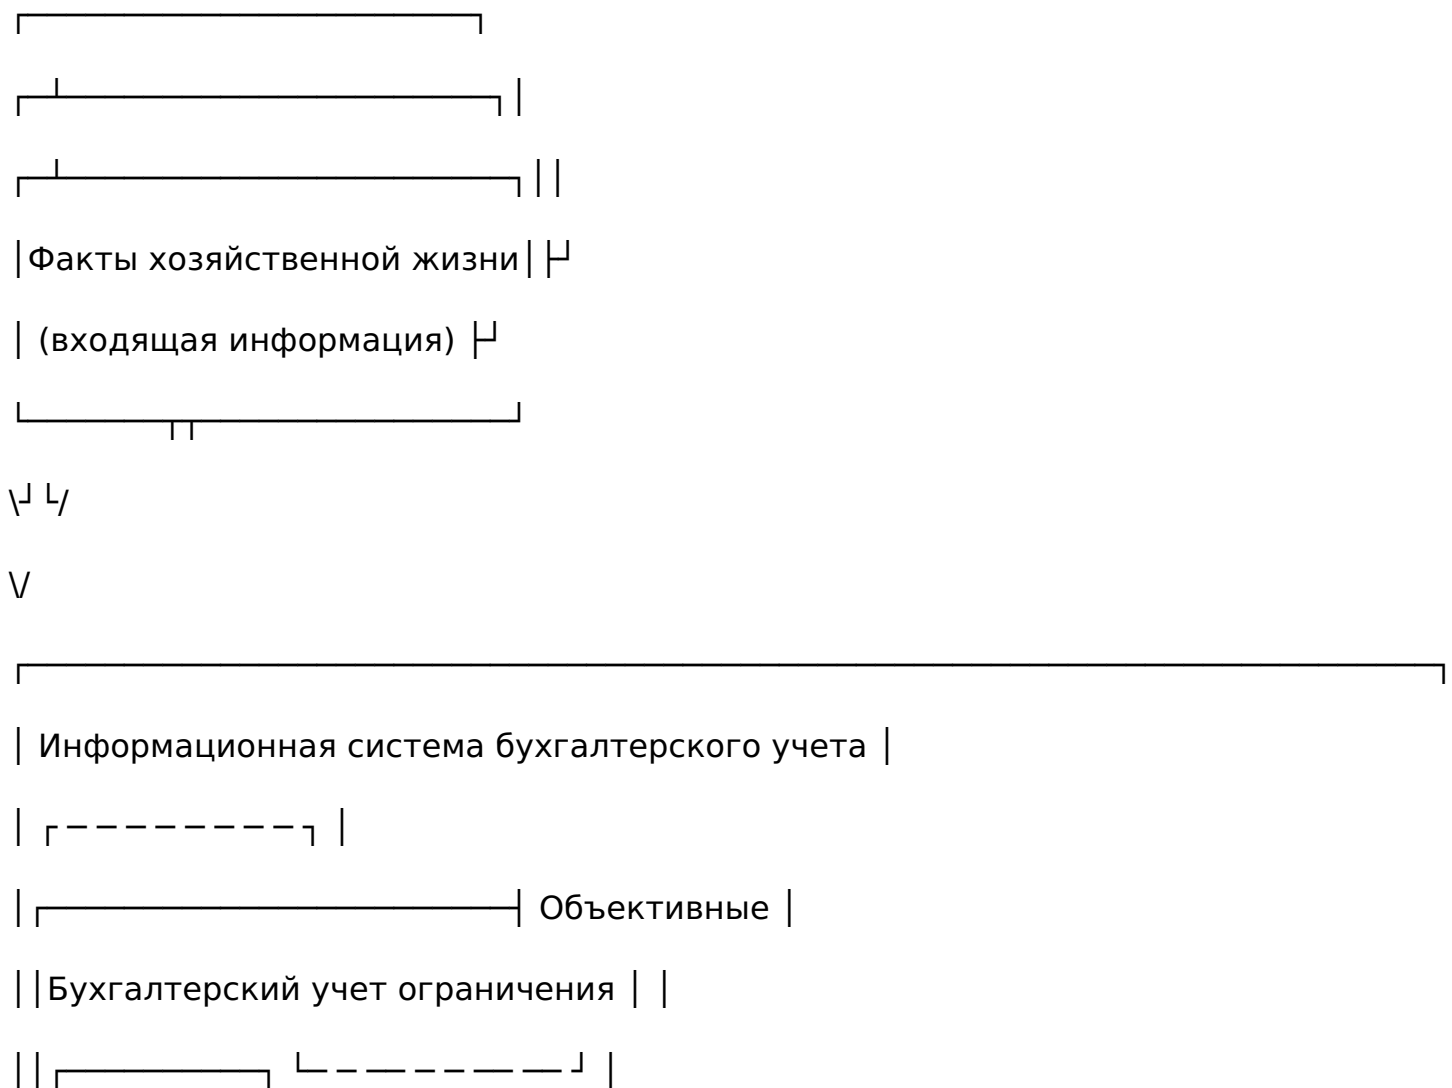 ┌────────────────────────┐
┌─┴──────────────────────┐│
┌─┴───────────────────────┐││
│Факты хозяйственной жизни│├┘
│ (входящая информация) ├┘
└───────┬┬────────────────┘
\┘└/
\/
┌─────────────────────────────────────────────────────────────────────────┐
│ Информационная система бухгалтерского учета │
│ ┌ ─ ─ ─ ─ ─ ─ ─ ─ ┐ │
│┌────────────────────────┤ Объективные │
││Бухгалтерский учет ограничения │ │
││┌──────────┐ └─ ─ ── ─ ─ ── ── ┘ │